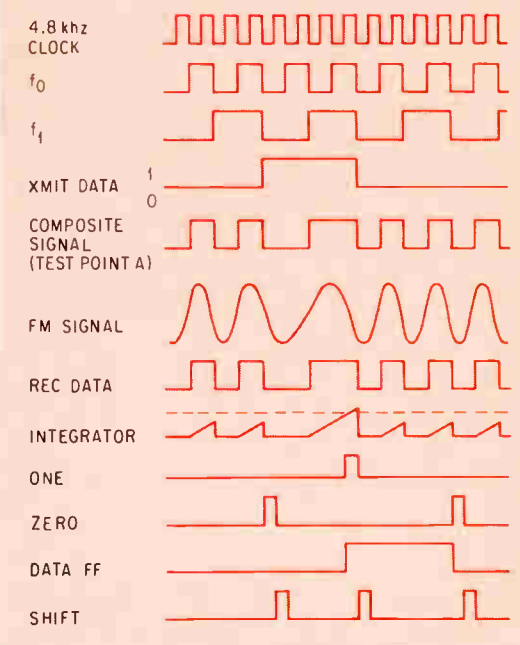 4.8 khz
CLOCK
f0
f1
XMIT DATA 1
0
COMPOSITE
SIGNAL
(TEST POINT A)
FM SIGNAL
REC DATA
INTEGRATOR
ONE
ZERO
DATA FF
SHIFT